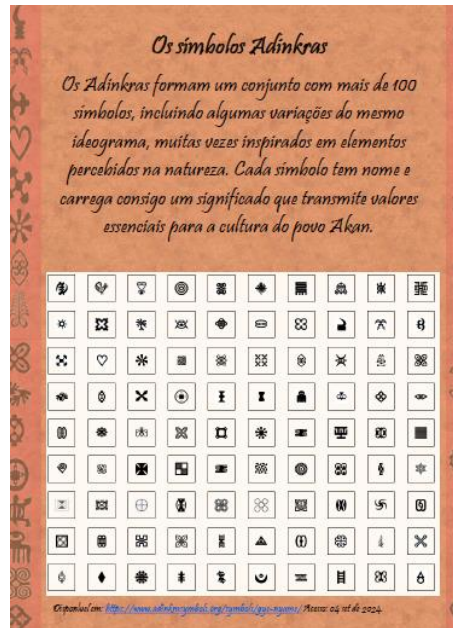 Os símbolos Adinkras
Os Adinkras formam um conjunto com mais de 100
símbolos, incluindo algumas variações do mesmo
ideograma, muitas vezes inspirados em elementos
percebidos na natureza. Cada símbolo tem nome e
carrega consigo um significado que transmite valores
essenciais para a cultura do povo Akan.
Disponível em: https://www.adinkrasymbols.org/symbols/gye-nyame/ Acesso: 04 set de 2024.